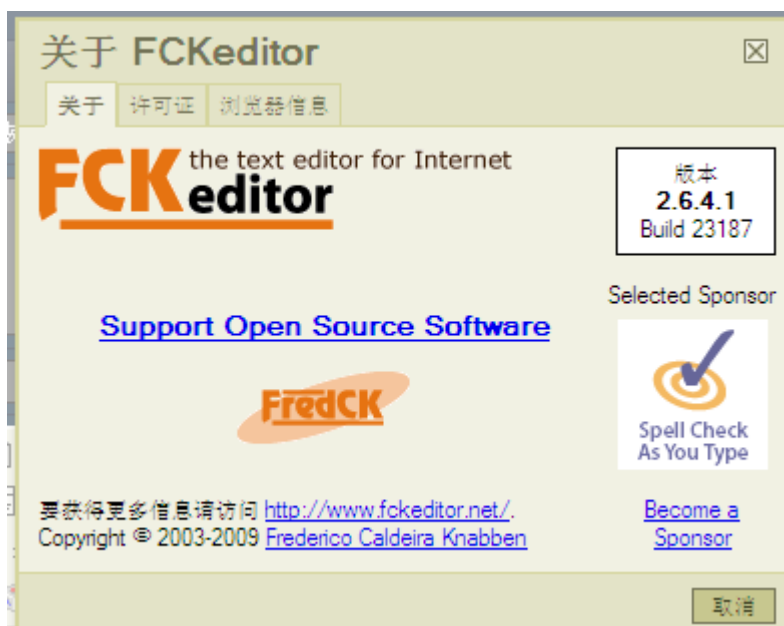 关于 FCKeditor
关于 许可证 浏览器信息
FCKeditor the text editor for Internet
版本
2.6.4.1
Build 23187
Selected Sponsor
Support Open Source Software
FredCK
Spell Check
As You Type
要获得更多信息请访问 http://www.fckeditor.net/.
Copyright © 2003-2009 Frederico Caldeira Knabben
Become a
Sponsor
取消